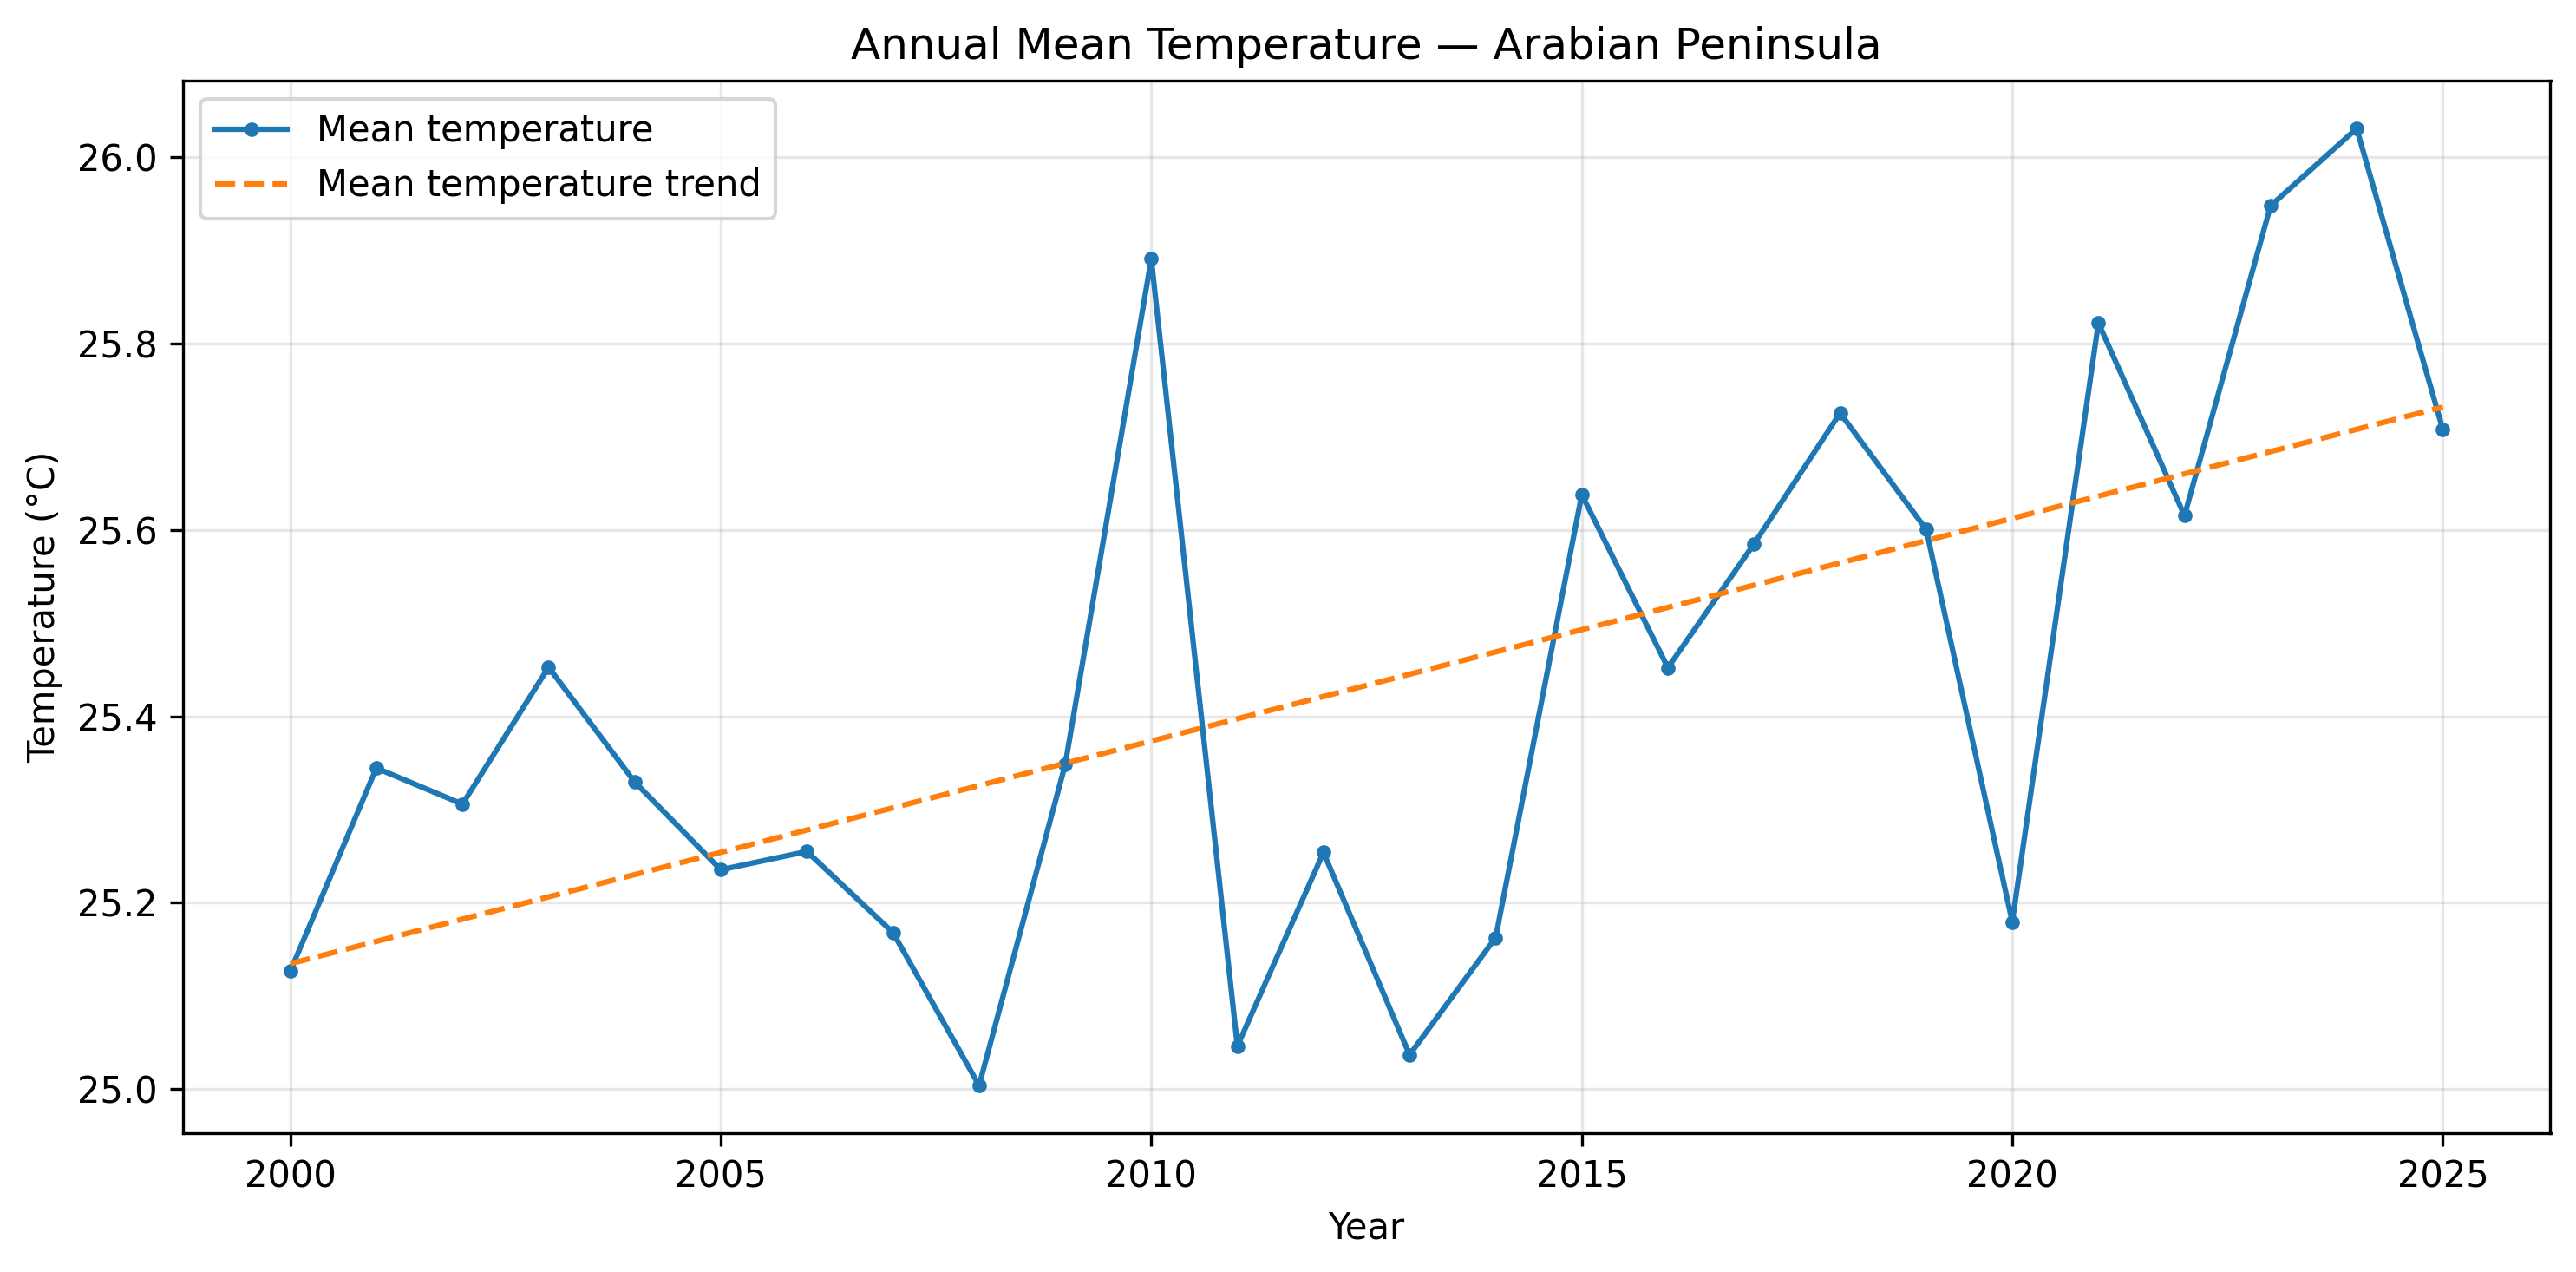 Annual Mean Temperature — Arabian Peninsula
Mean temperature
Mean temperature trend
Temperature (°C)
26.0
25.8
25.6
25.4
25.2
25.0
2000 2005 2010 2015 2020 2025
Year